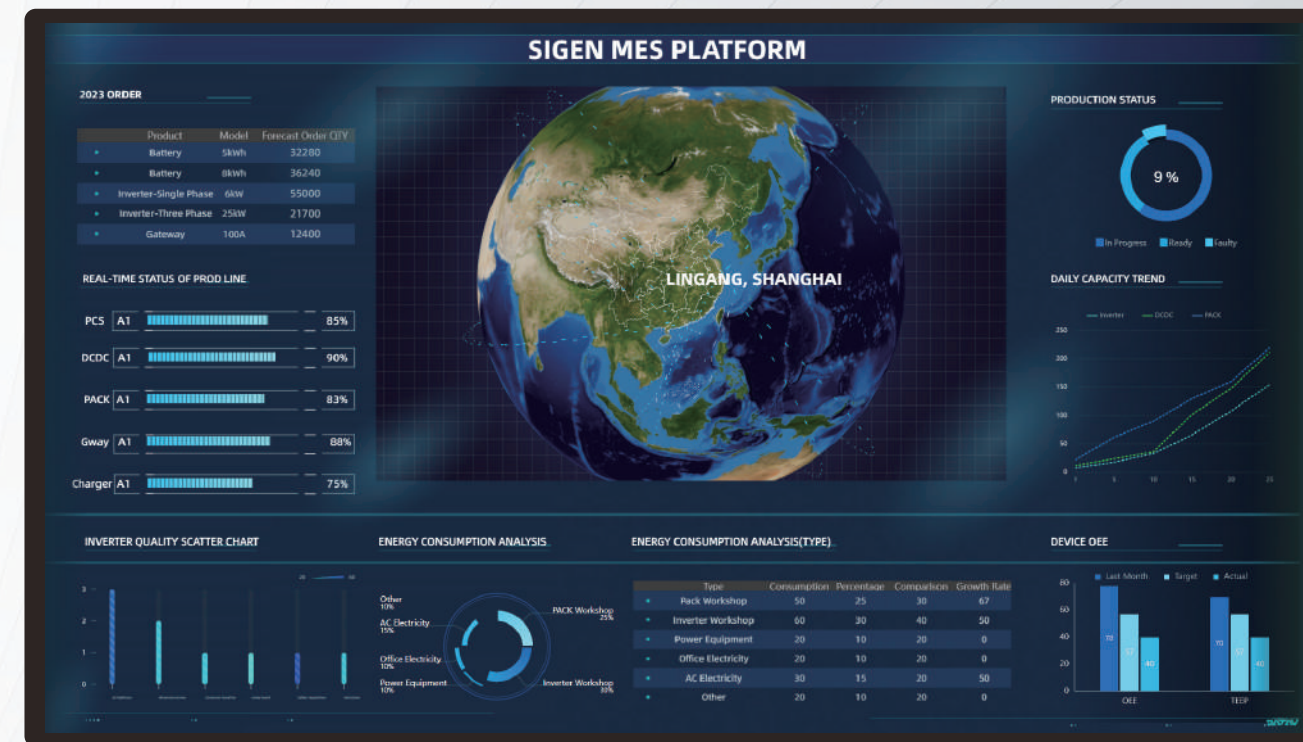 SIGEN MES PLATFORM
2023 ORDER
Product Model Forecast Order QTY
Battery 5kWh 32280
Battery 8kWh 36240
Inverter-Single Phase 6kW 55000
Inverter-Three Phase 25kW 21700
Gateway 100A 12400
REAL-TIME STATUS OF PROD LINE
PCS A1 85%
DCDC A1 90%
PACK A1 83%
Gway A1 88%
Charger A1 75%
LINGANG, SHANGHAI
PRODUCTION STATUS
9 %
In Progress Ready Faulty
DAILY CAPACITY TREND
Inverter DCDC PACK
250
200
150
100
50
0
1 5 10 15 20 25
INVERTER QUALITY SCATTER CHART
3
2
1
0
ENERGY CONSUMPTION ANALYSIS
Other
10%
AC Electricity
15%
Office Electricity
10%
Power Equipment
10%
PACK Workshop
25%
Inverter Workshop
30%
ENERGY CONSUMPTION ANALYSIS(TYPE)
Type Consumption Percentage Comparison Growth Rate
Pack Workshop 50 25 30 67
Inverter Workshop 60 30 40 50
Power Equipment 20 10 20 0
Office Electricity 20 10 20 0
AC Electricity 30 15 20 50
Other 20 10 20 0
DEVICE OEE
Last Month Target Actual
80
60
40
20
0
78 57 40
70 57 40
OEE TEEP